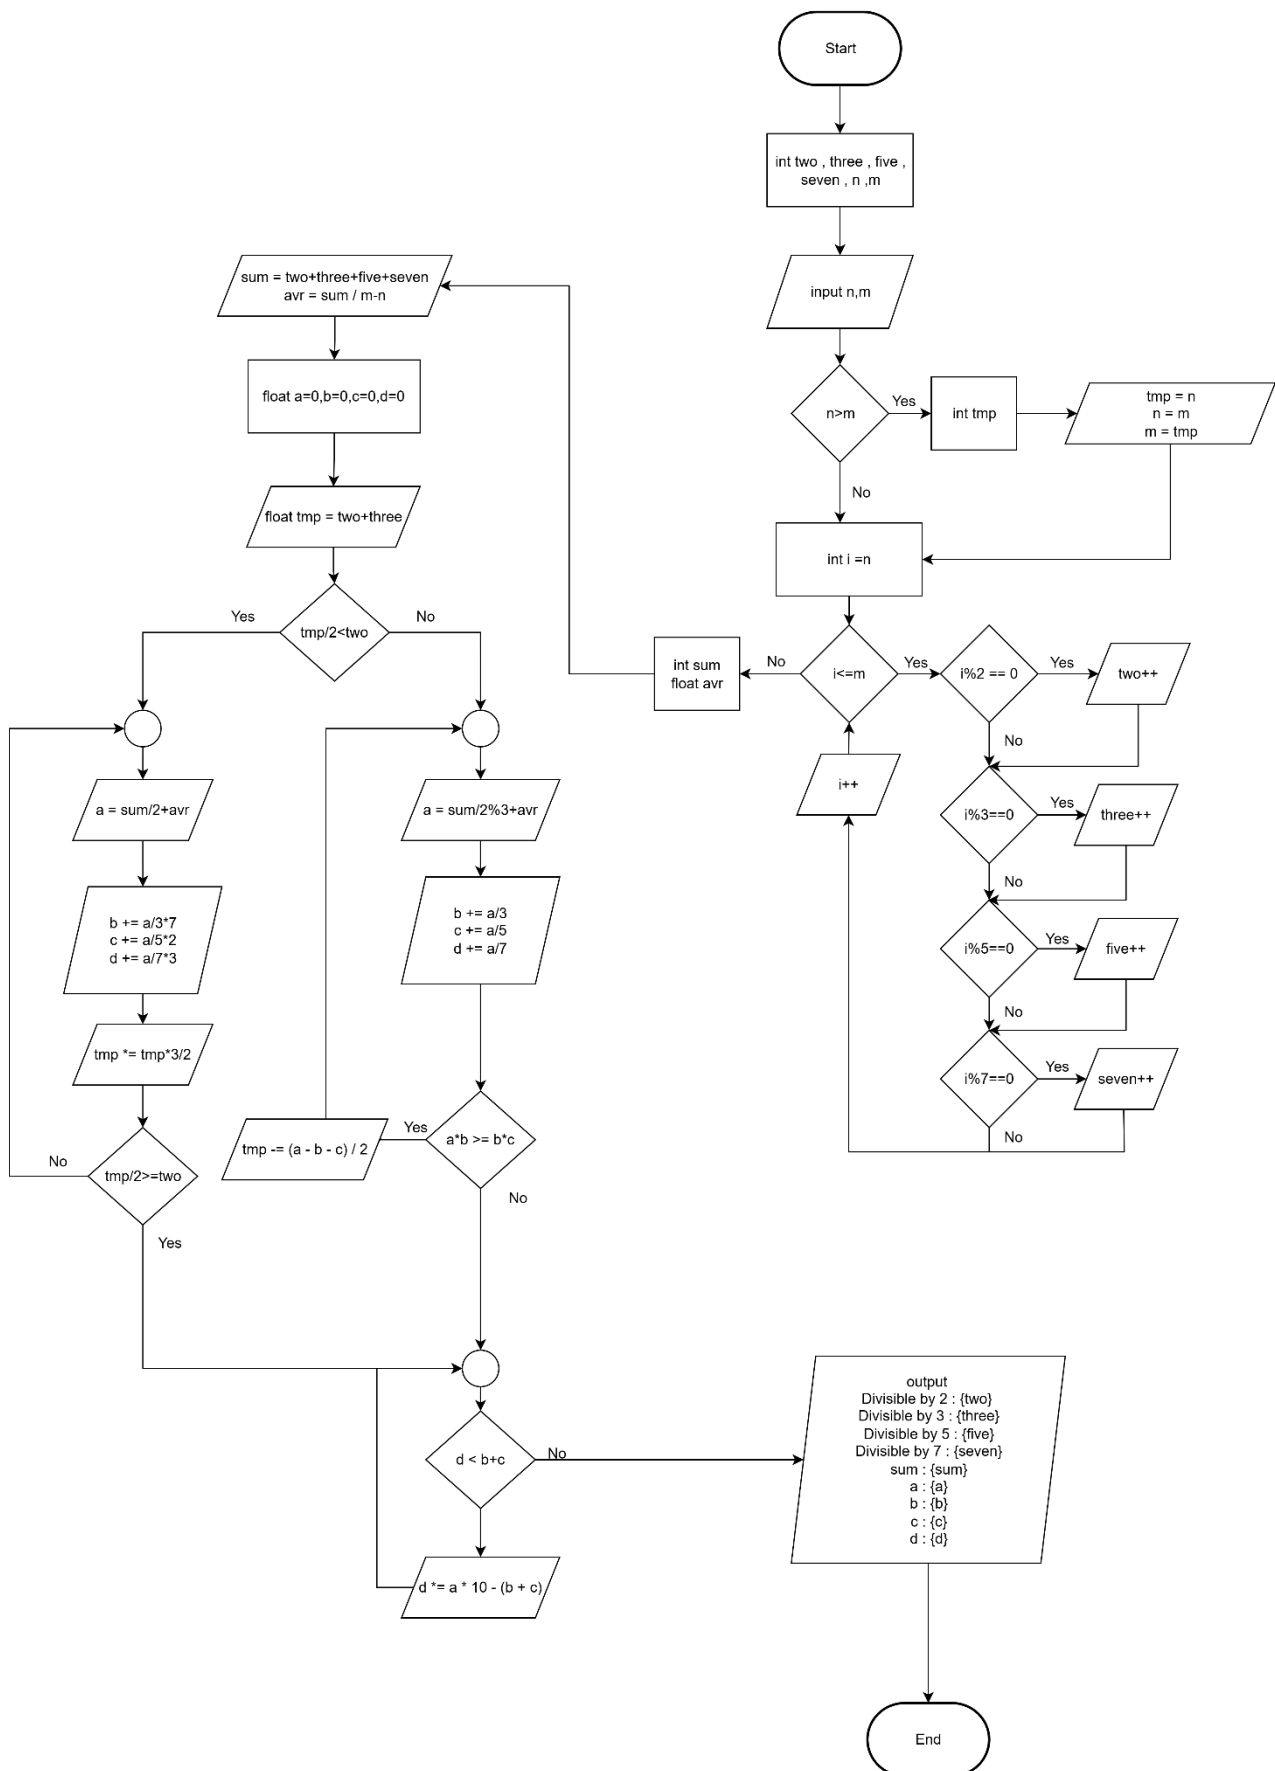 Start
int two , three , five ,
seven , n ,m
input n,m
n>m
Yes
int tmp
tmp = n
n = m
m = tmp
No
int i =n
i<=m
Yes
i%2 == 0
Yes
two++
No
i%3==0
Yes
three++
No
i%5==0
Yes
five++
No
i%7==0
Yes
seven++
No
i++
No
int sum
float avr
sum = two+three+five+seven
avr = sum / m-n
float a=0,b=0,c=0,d=0
float tmp = two+three
tmp/2<two
Yes
No
a = sum/2+avr
b += a/3*7
c += a/5*2
d += a/7*3
tmp *= tmp*3/2
tmp/2>=two
No
Yes
a = sum/2%3+avr
b += a/3
c += a/5
d += a/7
a*b >= b*c
Yes
tmp -= (a - b - c) / 2
No
d < b+c
No
d *= a * 10 - (b + c)
output
Divisible by 2 : {two}
Divisible by 3 : {three}
Divisible by 5 : {five}
Divisible by 7 : {seven}
sum : {sum}
a : {a}
b : {b}
c : {c}
d : {d}
End